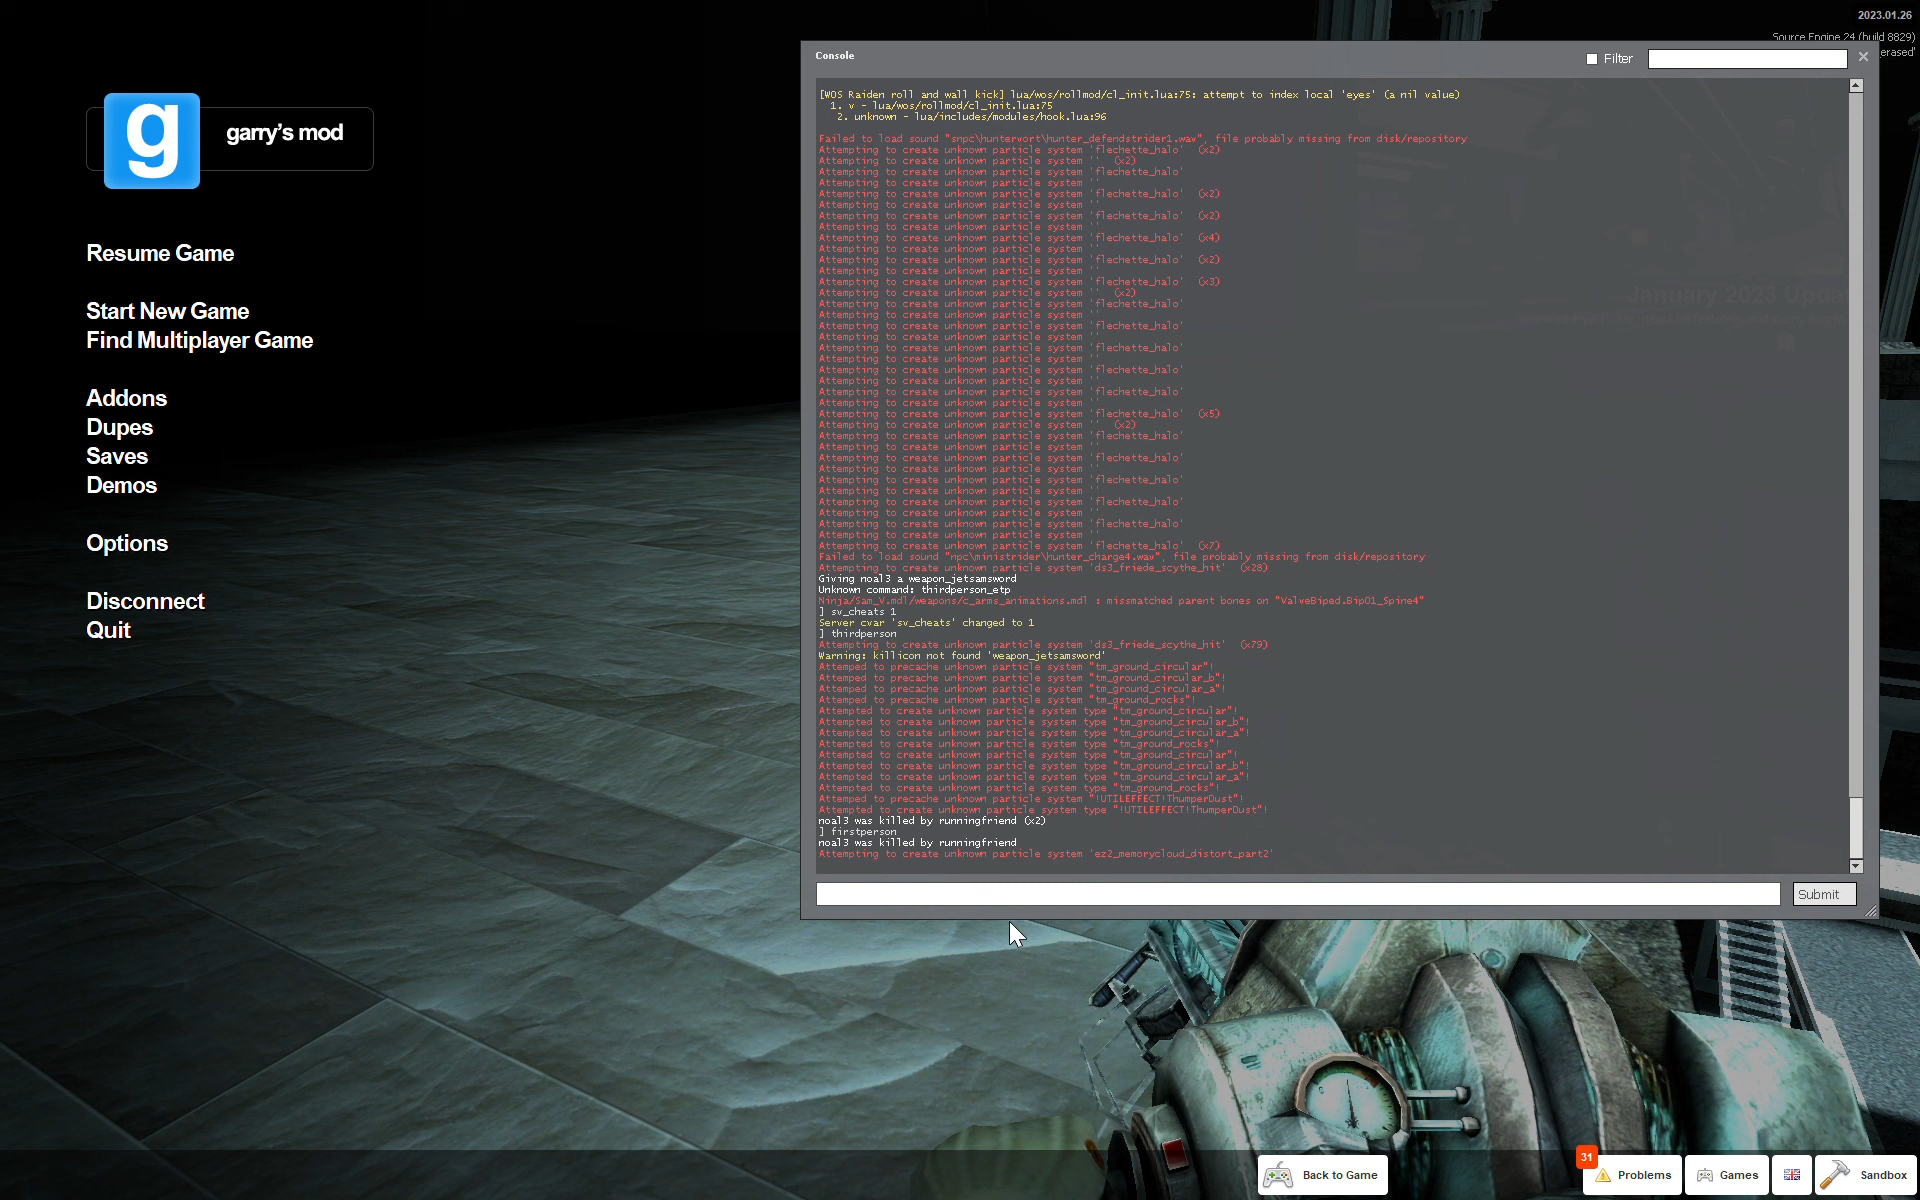 2023.01.26
Source Engine 24 (build 8829)
erased'
g
garry's mod
Resume Game
Start New Game
Find Multiplayer Game
Addons
Dupes
Saves
Demos
Options
Disconnect
Quit
Console
Filter
[WOS Raiden roll and wall kick] lua/wos/rollmod/cl_init.lua:75: attempt to index local 'eyes' (a nil value)
1. v - lua/wos/rollmod/cl_init.lua:75
2. unknown - lua/includes/modules/hook.lua:96
Failed to load sound "snpc\huntervort\hunter_defendstrider1.wav", file probably missing from disk/repository
Attempting to create unknown particle system 'flechette_halo' (x2)
Attempting to create unknown particle system '' (x2)
Attempting to create unknown particle system 'flechette_halo'
Attempting to create unknown particle system ''
Attempting to create unknown particle system 'flechette_halo' (x2)
Attempting to create unknown particle system ''
Attempting to create unknown particle system 'flechette_halo' (x2)
Attempting to create unknown particle system ''
Attempting to create unknown particle system 'flechette_halo' (x4)
Attempting to create unknown particle system ''
Attempting to create unknown particle system 'flechette_halo' (x2)
Attempting to create unknown particle system ''
Attempting to create unknown particle system 'flechette_halo' (x3)
Attempting to create unknown particle system '' (x2)
Attempting to create unknown particle system 'flechette_halo'
Attempting to create unknown particle system ''
Attempting to create unknown particle system 'flechette_halo'
Attempting to create unknown particle system ''
Attempting to create unknown particle system 'flechette_halo'
Attempting to create unknown particle system ''
Attempting to create unknown particle system 'flechette_halo'
Attempting to create unknown particle system ''
Attempting to create unknown particle system 'flechette_halo'
Attempting to create unknown particle system ''
Attempting to create unknown particle system 'flechette_halo' (x5)
Attempting to create unknown particle system '' (x2)
Attempting to create unknown particle system 'flechette_halo'
Attempting to create unknown particle system ''
Attempting to create unknown particle system 'flechette_halo'
Attempting to create unknown particle system ''
Attempting to create unknown particle system 'flechette_halo'
Attempting to create unknown particle system ''
Attempting to create unknown particle system 'flechette_halo'
Attempting to create unknown particle system ''
Attempting to create unknown particle system 'flechette_halo'
Attempting to create unknown particle system ''
Attempting to create unknown particle system 'flechette_halo' (x7)
Failed to load sound "npc\ministrider\hunter_charge4.wav", file probably missing from disk/repository
Attempting to create unknown particle system 'ds3_friede_scythe_hit' (x28)
Giving noal3 a weapon_jetsamsword
Unknown command: thirdperson_etp
Ninja/Sam_V.mdl/weapons/c_arms_animations.mdl : missmatched parent bones on "ValveBiped.Bip01_Spine4"
] sv_cheats 1
Server cvar 'sv_cheats' changed to 1
] thirdperson
Attempting to create unknown particle system 'ds3_friede_scythe_hit' (x79)
Warning: killicon not found 'weapon_jetsamsword'
Attemped to precache unknown particle system "tm_ground_circular"!
Attemped to precache unknown particle system "tm_ground_circular_b"!
Attemped to precache unknown particle system "tm_ground_circular_a"!
Attemped to precache unknown particle system "tm_ground_rocks"!
Attempted to create unknown particle system type "tm_ground_circular"!
Attempted to create unknown particle system type "tm_ground_circular_b"!
Attempted to create unknown particle system type "tm_ground_circular_a"!
Attempted to create unknown particle system type "tm_ground_rocks"!
Attempted to create unknown particle system type "tm_ground_circular"!
Attempted to create unknown particle system type "tm_ground_circular_b"!
Attempted to create unknown particle system type "tm_ground_circular_a"!
Attempted to create unknown particle system type "tm_ground_rocks"!
Attemped to precache unknown particle system "!UTILEFFECT!ThumperDust"!
Attempted to create unknown particle system type "!UTILEFFECT!ThumperDust"!
noal3 was killed by runningfriend (x2)
] firstperson
noal3 was killed by runningfriend
Attempting to create unknown particle system 'ez2_memorycloud_distort_part2'
January 2023 Upda
Submit
Back to Game
31
Problems
Games
Sandbox